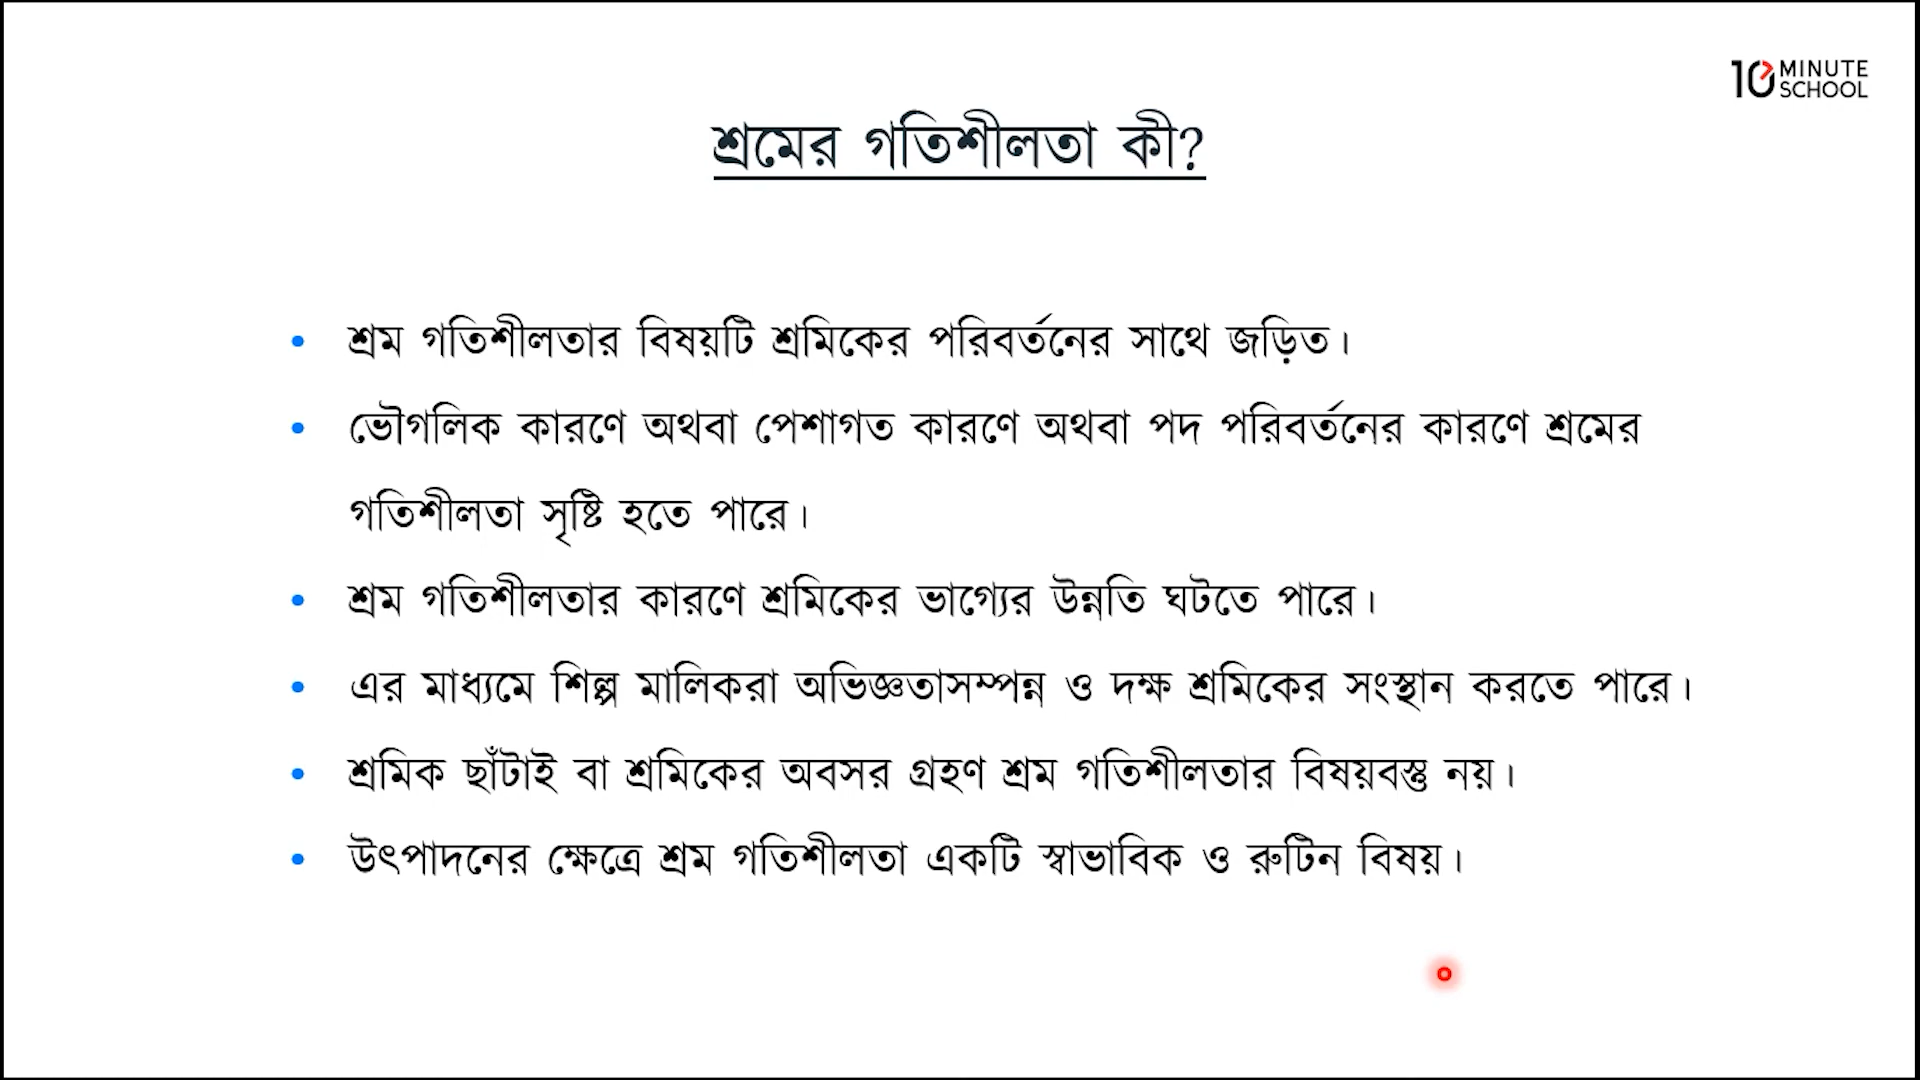 10 MINUTE SCHOOL
শ্রমের গতিশীলতা কী?
• শ্রম গতিশীলতার বিষয়টি শ্রমিকের পরিবর্তনের সাথে জড়িত।
• ভৌগলিক কারণে অথবা পেশাগত কারণে অথবা পদ পরিবর্তনের কারণে শ্রমের
গতিশীলতা সৃষ্টি হতে পারে।
• শ্রম গতিশীলতার কারণে শ্রমিকের ভাগ্যের উন্নতি ঘটতে পারে।
• এর মাধ্যমে শিল্প মালিকরা অভিজ্ঞতাসম্পন্ন ও দক্ষ শ্রমিকের সংস্থান করতে পারে।
• শ্রমিক ছাঁটাই বা শ্রমিকের অবসর গ্রহণ শ্রম গতিশীলতার বিষয়বস্তু নয়।
• উৎপাদনের ক্ষেত্রে শ্রম গতিশীলতা একটি স্বাভাবিক ও রুটিন বিষয়।